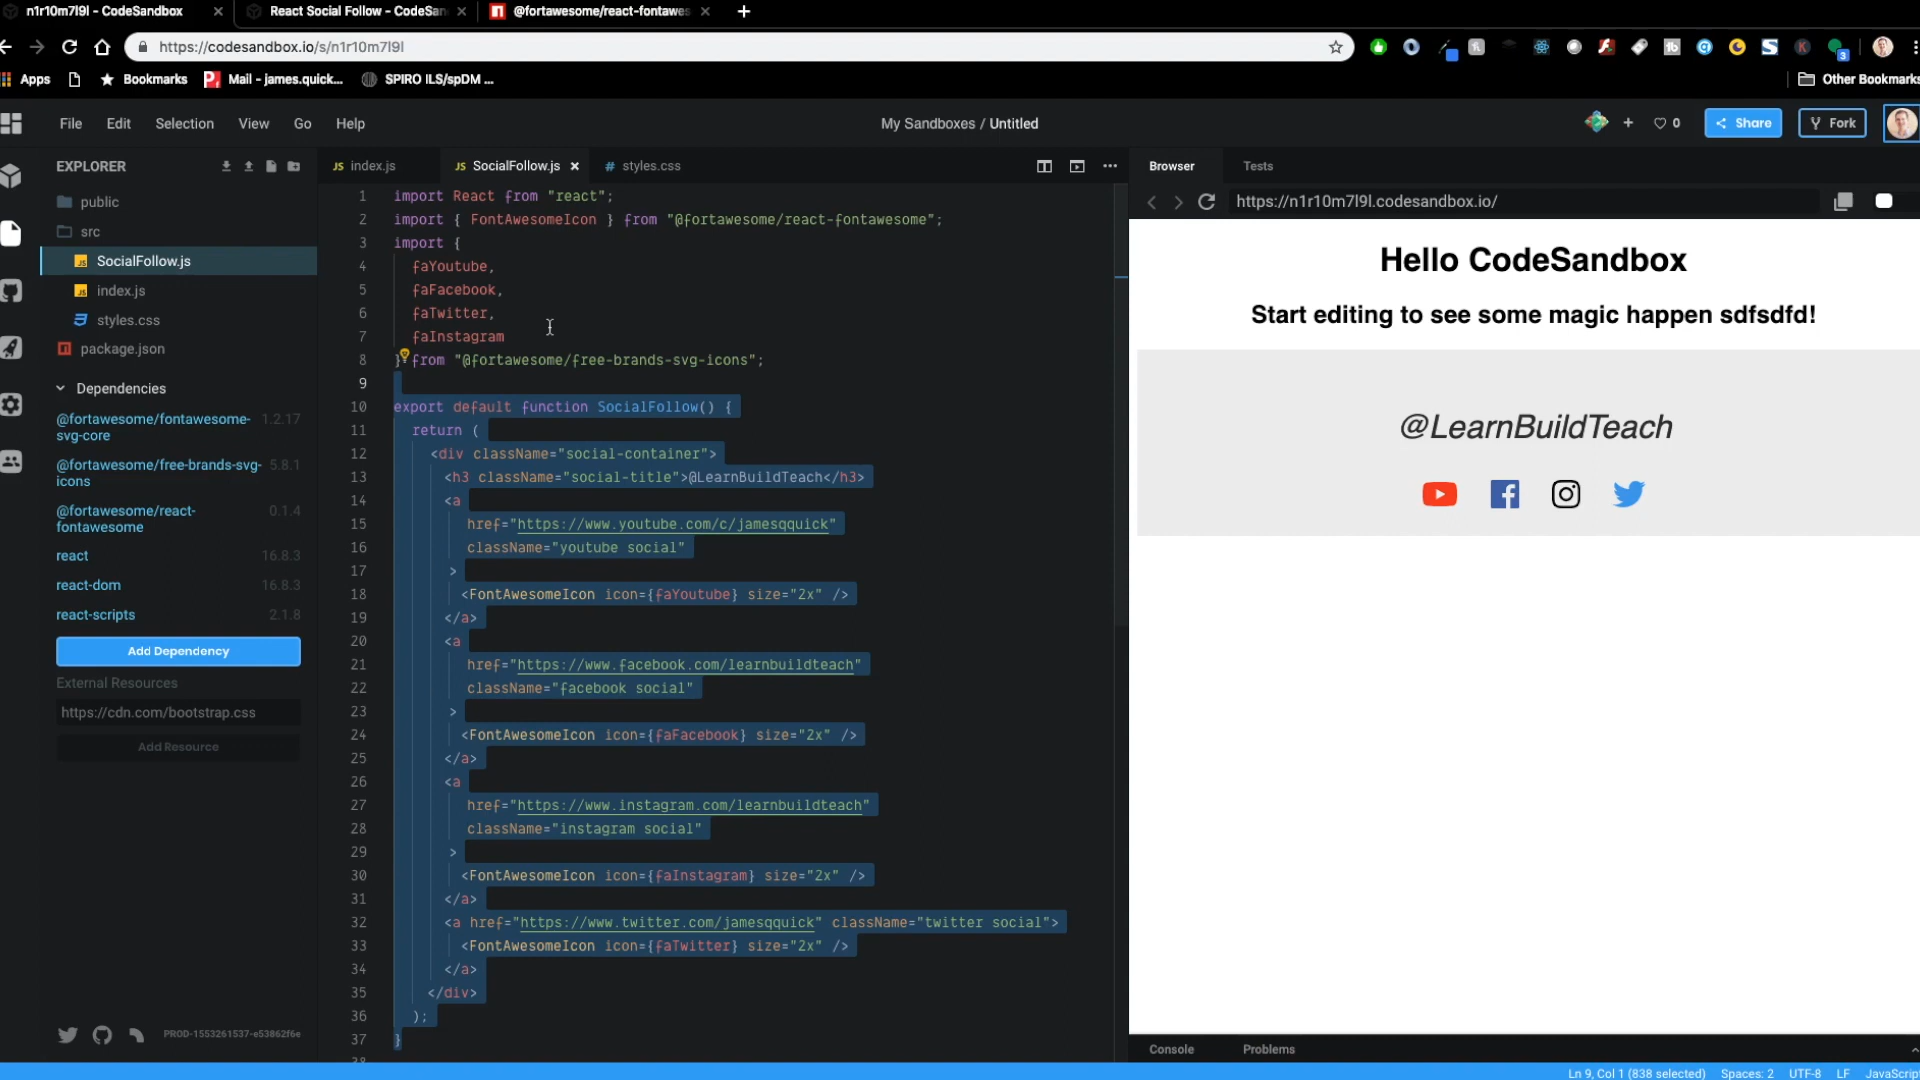 n1r10m7l9l - CodeSandbox
React Social Follow - CodeSan
@fortawesome/react-fontawes
https://codesandbox.io/s/n1r10m7l9l
Apps
Bookmarks
Mail - james.quick...
SPIRO ILS/spDM ...
Other Bookmarks
File Edit Selection View Go Help
My Sandboxes / Untitled
0
Share
Fork
EXPLORER
public
src
SocialFollow.js
index.js
styles.css
package.json
Dependencies
@fortawesome/fontawesome-svg-core 1.2.17
@fortawesome/free-brands-svg-icons 5.8.1
@fortawesome/react-fontawesome 0.1.4
react 16.8.3
react-dom 16.8.3
react-scripts 2.1.8
Add Dependency
External Resources
https://cdn.com/bootstrap.css
Add Resource
PROD-1553261537-e53862f6e
JS index.js
JS SocialFollow.js
# styles.css
1 import React from "react";
2 import { FontAwesomeIcon } from "@fortawesome/react-fontawesome";
3 import {
4 faYoutube,
5 faFacebook,
6 faTwitter,
7 faInstagram
8 } from "@fortawesome/free-brands-svg-icons";
9
10 export default function SocialFollow() {
11 return (
12 <div className="social-container">
13 <h3 className="social-title">@LearnBuildTeach</h3>
14 <a
15 href="https://www.youtube.com/c/jamesqquick"
16 className="youtube social"
17 >
18 <FontAwesomeIcon icon={faYoutube} size="2x" />
19 </a>
20 <a
21 href="https://www.facebook.com/learnbuildteach"
22 className="facebook social"
23 >
24 <FontAwesomeIcon icon={faFacebook} size="2x" />
25 </a>
26 <a
27 href="https://www.instagram.com/learnbuildteach"
28 className="instagram social"
29 >
30 <FontAwesomeIcon icon={faInstagram} size="2x" />
31 </a>
32 <a href="https://www.twitter.com/jamesqquick" className="twitter social">
33 <FontAwesomeIcon icon={faTwitter} size="2x" />
34 </a>
35 </div>
36 );
37 }
38
Browser
Tests
https://n1r10m7l9l.codesandbox.io/
Hello CodeSandbox
Start editing to see some magic happen sdfsdfd!
@LearnBuildTeach
Console
Problems
Ln 9, Col 1 (838 selected) Spaces: 2 UTF-8 LF JavaScrip